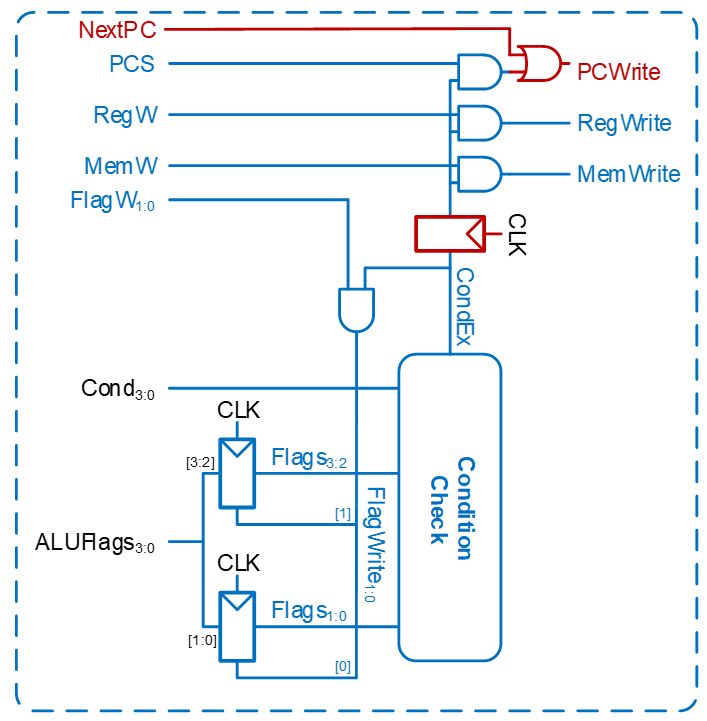 NextPC
PCS
PCWrite
RegW
RegWrite
MemW
MemWrite
FlagW1:0
CLK
CondEx
Cond3:0
CLK
[3:2]
Flags3:2
Condition
Check
[1]
FlagWrite1:0
ALUFlags3:0
CLK
Flags1:0
[1:0]
[0]